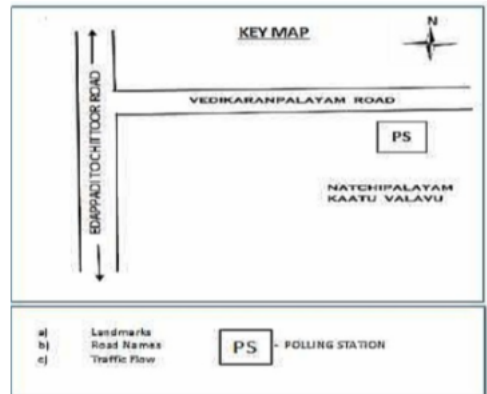 KEY MAP
N
EDAPPADI TO CHITTOOR ROAD
VEDIKARANPALAYAM ROAD
PS
NATCHIPALAYAM
KAATU VALAVU
a) Landmarks
b) Road Names
c) Traffic Flow
PS - POLLING STATION